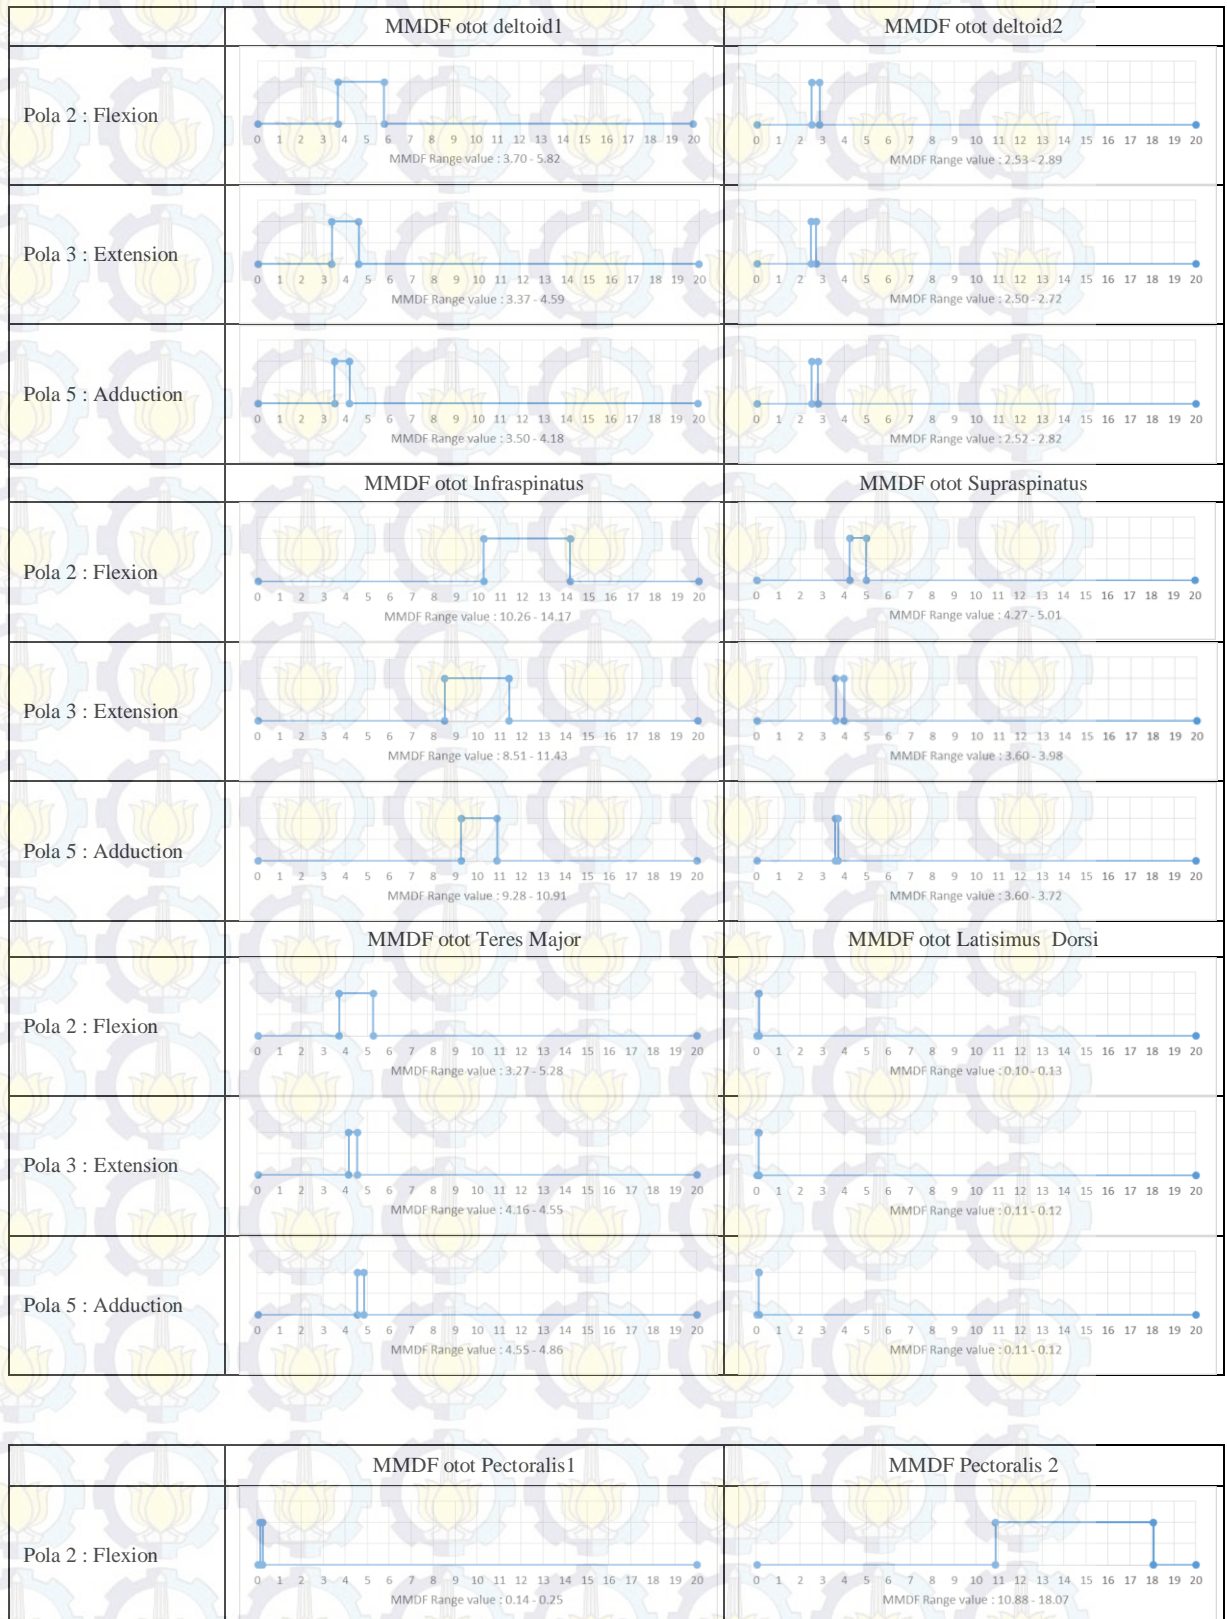 MMDF otot deltoid1 MMDF otot deltoid2
Pola 2 : Flexion
0 1 2 3 4 5 6 7 8 9 10 11 12 13 14 15 16 17 18 19 20
MMDF Range value : 3.70 - 5.82
0 1 2 3 4 5 6 7 8 9 10 11 12 13 14 15 16 17 18 19 20
MMDF Range value : 2.53 - 2.89
Pola 3 : Extension
0 1 2 3 4 5 6 7 8 9 10 11 12 13 14 15 16 17 18 19 20
MMDF Range value : 3.37 - 4.59
0 1 2 3 4 5 6 7 8 9 10 11 12 13 14 15 16 17 18 19 20
MMDF Range value : 2.50 - 2.72
Pola 5 : Adduction
0 1 2 3 4 5 6 7 8 9 10 11 12 13 14 15 16 17 18 19 20
MMDF Range value : 3.50 - 4.18
0 1 2 3 4 5 6 7 8 9 10 11 12 13 14 15 16 17 18 19 20
MMDF Range value : 2.52 - 2.82
MMDF otot Infraspinatus MMDF otot Supraspinatus
Pola 2 : Flexion
0 1 2 3 4 5 6 7 8 9 10 11 12 13 14 15 16 17 18 19 20
MMDF Range value : 10.26 - 14.17
0 1 2 3 4 5 6 7 8 9 10 11 12 13 14 15 16 17 18 19 20
MMDF Range value : 4.27 - 5.01
Pola 3 : Extension
0 1 2 3 4 5 6 7 8 9 10 11 12 13 14 15 16 17 18 19 20
MMDF Range value : 8.51 - 11.43
0 1 2 3 4 5 6 7 8 9 10 11 12 13 14 15 16 17 18 19 20
MMDF Range value : 3.60 - 3.98
Pola 5 : Adduction
0 1 2 3 4 5 6 7 8 9 10 11 12 13 14 15 16 17 18 19 20
MMDF Range value : 9.28 - 10.91
0 1 2 3 4 5 6 7 8 9 10 11 12 13 14 15 16 17 18 19 20
MMDF Range value : 3.60 - 3.72
MMDF otot Teres Major MMDF otot Latisimus Dorsi
Pola 2 : Flexion
0 1 2 3 4 5 6 7 8 9 10 11 12 13 14 15 16 17 18 19 20
MMDF Range value : 3.27 - 5.28
0 1 2 3 4 5 6 7 8 9 10 11 12 13 14 15 16 17 18 19 20
MMDF Range value : 0.10 - 0.13
Pola 3 : Extension
0 1 2 3 4 5 6 7 8 9 10 11 12 13 14 15 16 17 18 19 20
MMDF Range value : 4.16 - 4.55
0 1 2 3 4 5 6 7 8 9 10 11 12 13 14 15 16 17 18 19 20
MMDF Range value : 0.11 - 0.12
Pola 5 : Adduction
0 1 2 3 4 5 6 7 8 9 10 11 12 13 14 15 16 17 18 19 20
MMDF Range value : 4.55 - 4.86
0 1 2 3 4 5 6 7 8 9 10 11 12 13 14 15 16 17 18 19 20
MMDF Range value : 0.11 - 0.12
MMDF otot Pectoralis1 MMDF Pectoralis 2
Pola 2 : Flexion
0 1 2 3 4 5 6 7 8 9 10 11 12 13 14 15 16 17 18 19 20
MMDF Range value : 0.14 - 0.25
0 1 2 3 4 5 6 7 8 9 10 11 12 13 14 15 16 17 18 19 20
MMDF Range value : 10.88 - 18.07